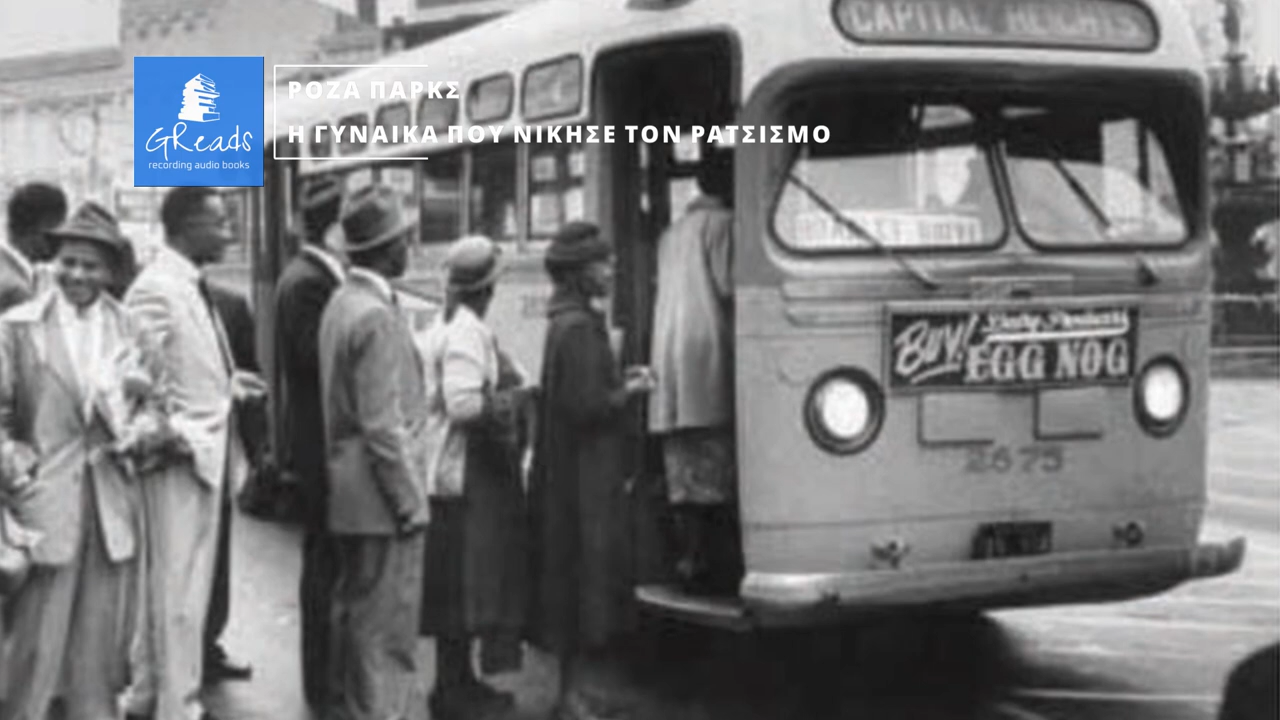 CAPITAL HEIGHTS
ΡΟΖΑ ΠΑΡΚΣ
Η ΓΥΝΑΙΚΑ ΠΟΥ ΝΙΚΗΣΕ ΤΟΝ ΡΑΤΣΙΣΜΟ
GReads
recording audio books
BUY!
EGG NOG
2675